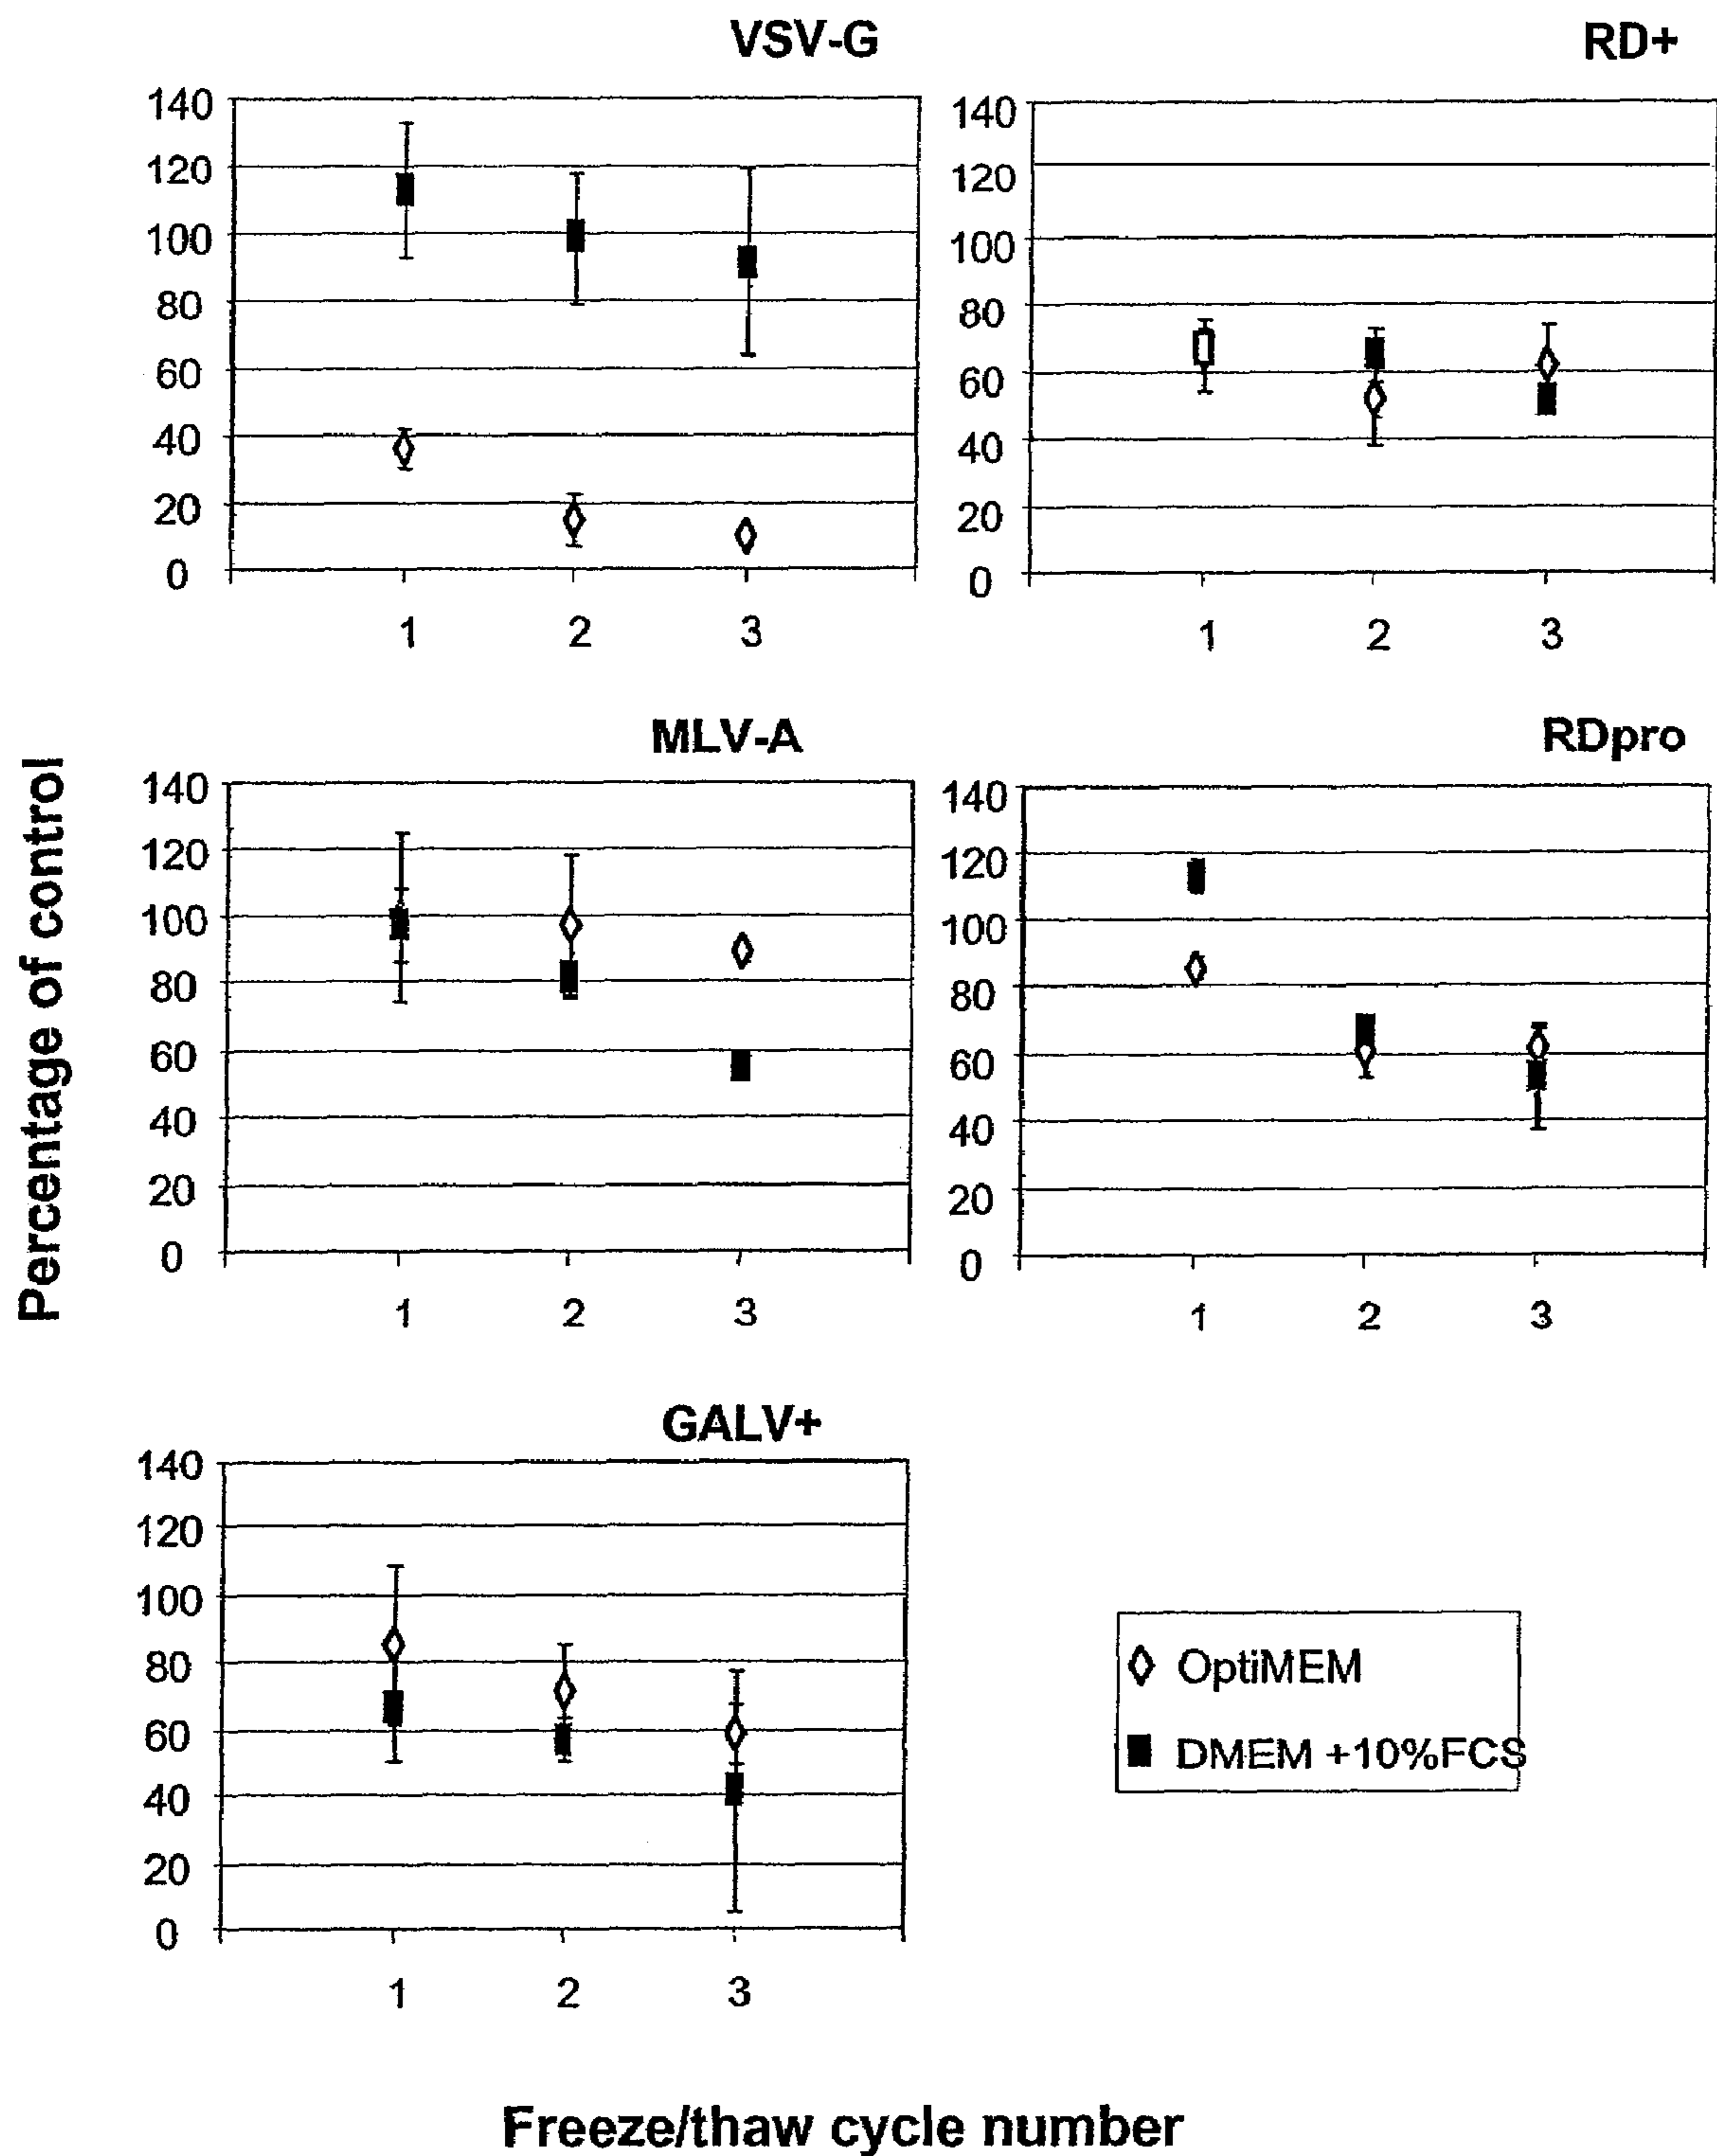 VSV-G
140
120
100
80
60
40
20
0
1 2 3
RD+
140
120
100
80
60
40
20
0
1 2 3
Percentage of control
MLV-A
140
120
100
80
60
40
20
0
1 2 3
RDpro
140
120
100
80
60
40
20
0
1 2 3
GALV+
140
120
100
80
60
40
20
0
1 2 3
OptiMEM
DMEM +10%FCS
Freeze/thaw cycle number